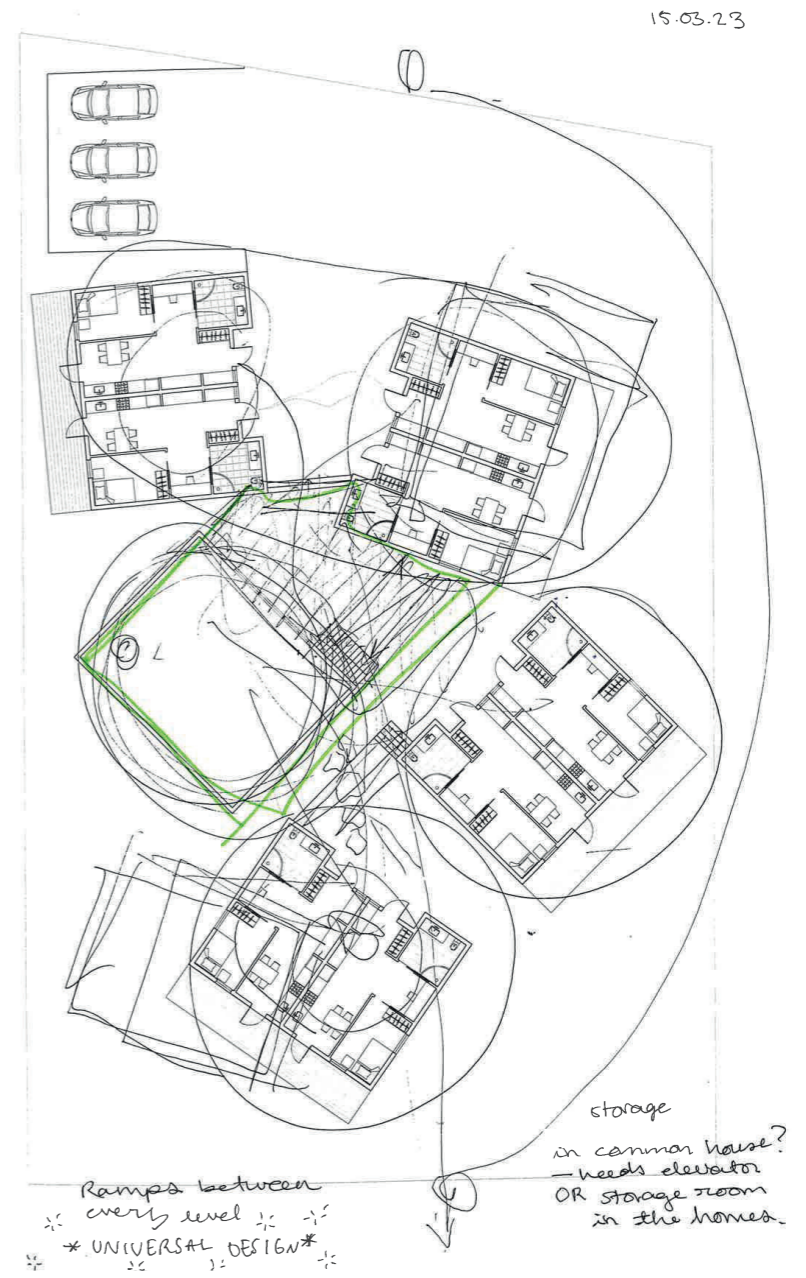 15.03.23
storage
in common house?
- needs elevator
OR storage room
in the homes.
Ramps between
every level
* UNIVERSAL DESIGN*